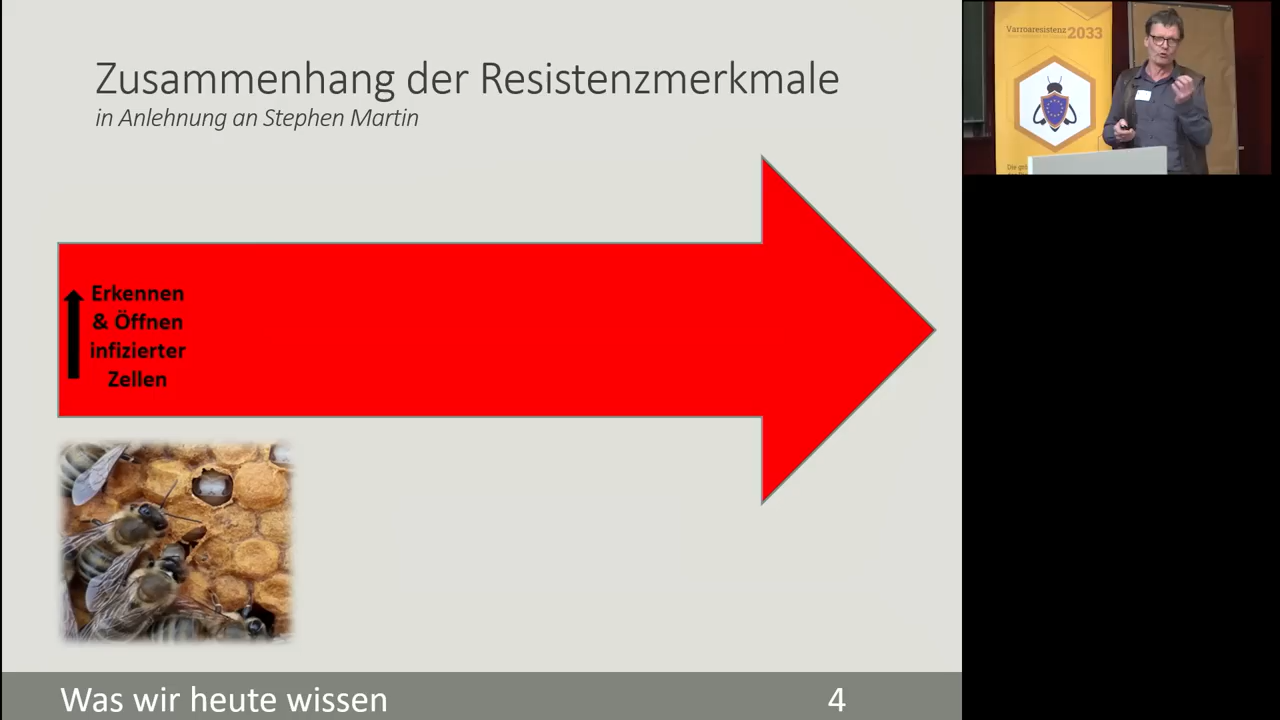 Zusammenhang der Resistenzmerkmale
in Anlehnung an Stephen Martin
Erkennen
& Öffnen
infizierter
Zellen
Was wir heute wissen
4
Varroaresistenz
2033